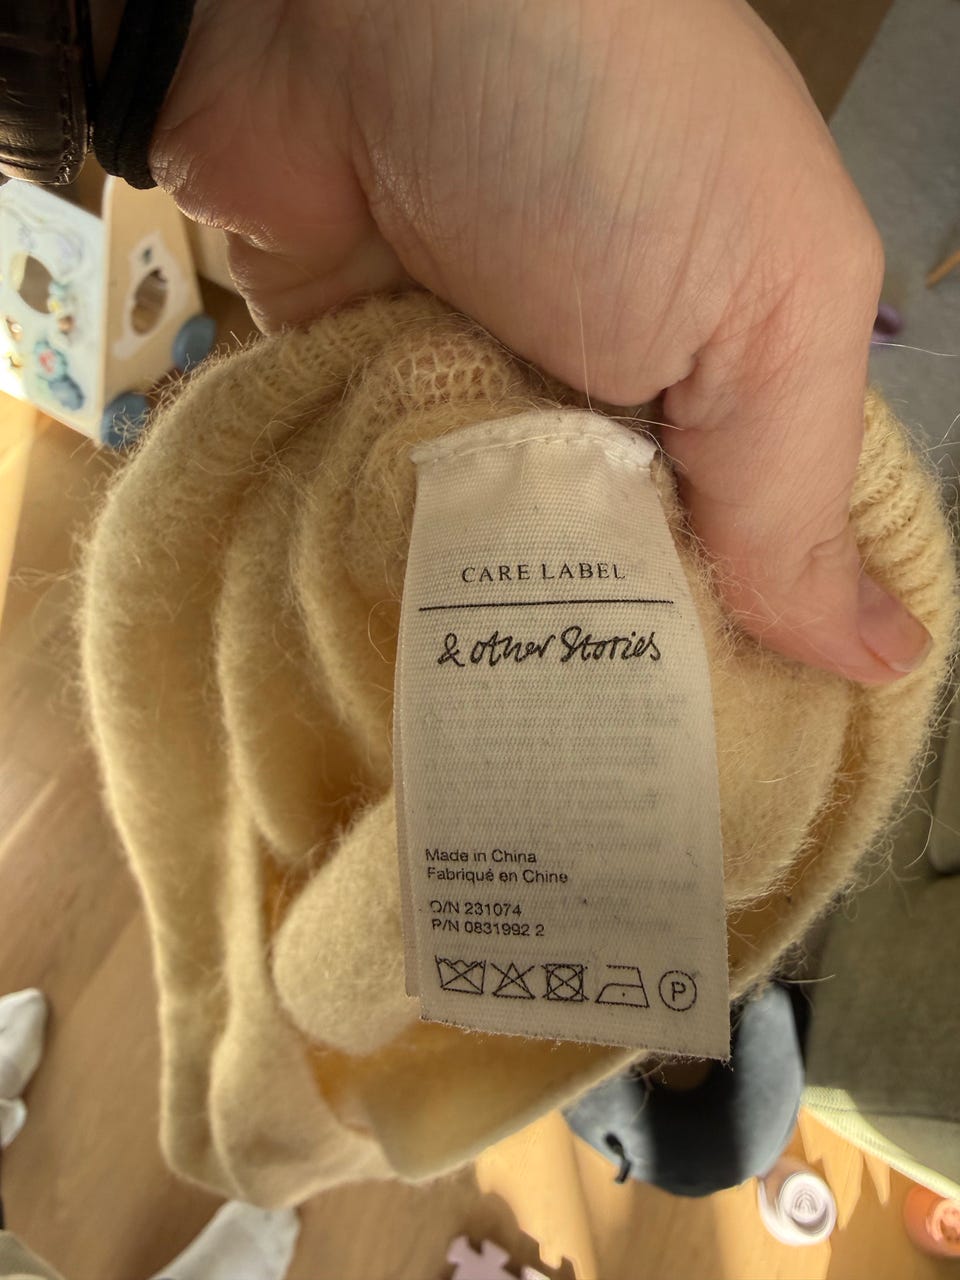 CARE LABEL
& other Stories
Made in China
Fabriqué en Chine
O/N 231074
P/N 0831992 2
P